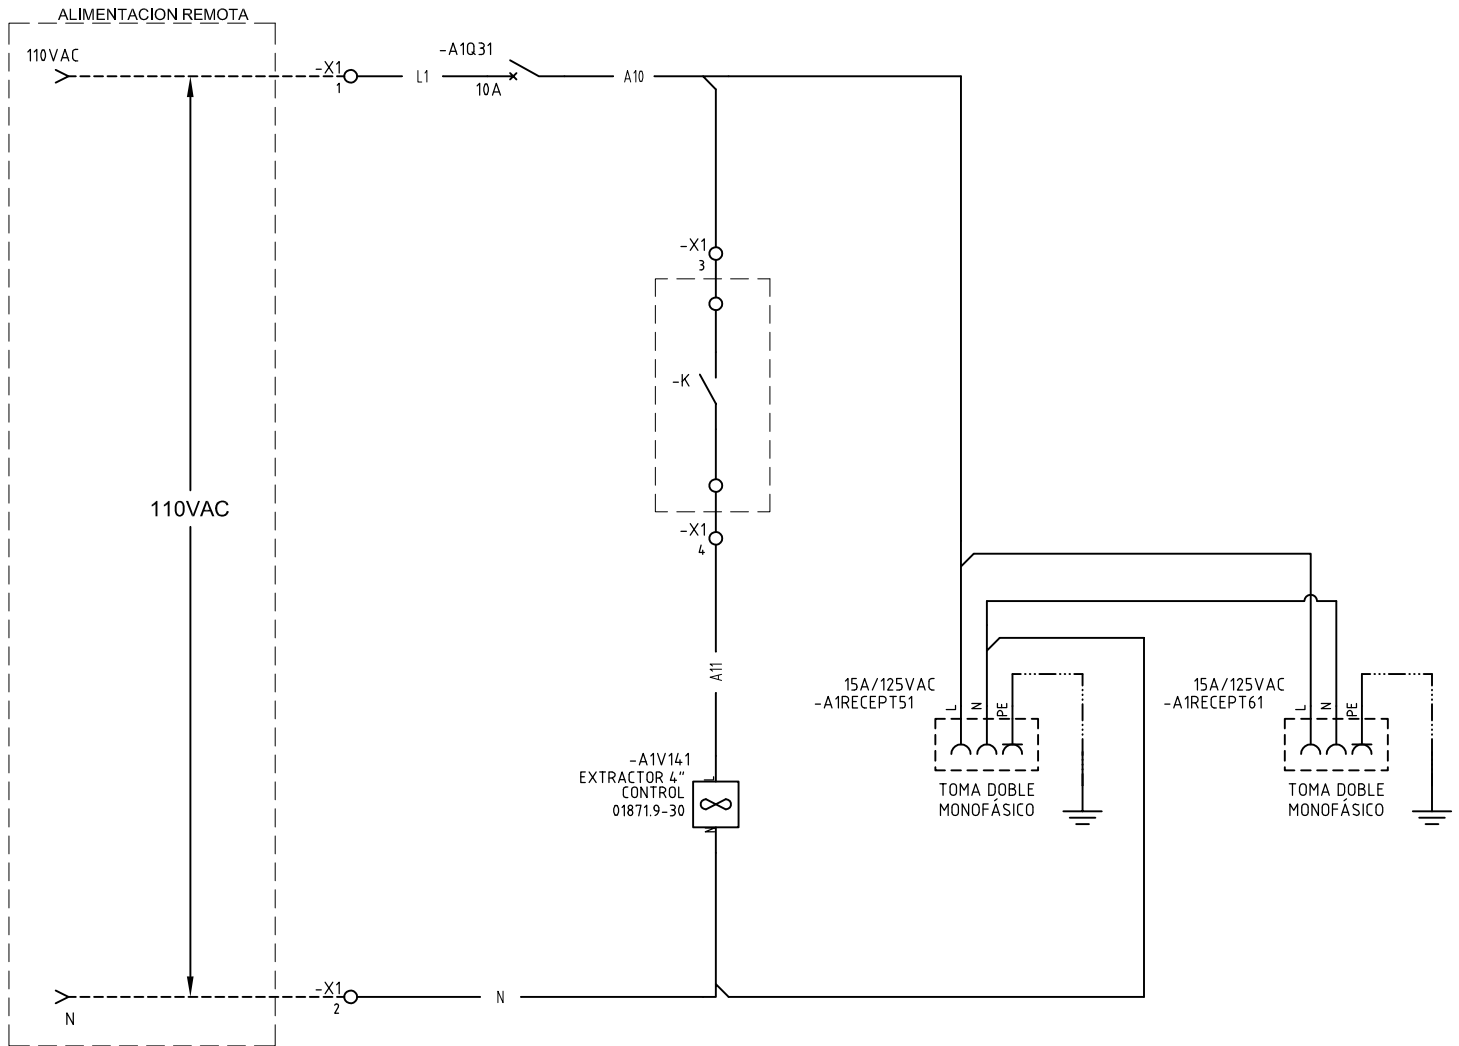 ALIMENTACION REMOTA
110VAC
-X1
1
L1
-A1Q31
10A
A10
-X1
3
-K
110VAC
-X1
4
A11
15A/125VAC
-A1RECEPT51
L
N
PE
TOMA DOBLE
MONOFÁSICO
15A/125VAC
-A1RECEPT61
L
N
PE
TOMA DOBLE
MONOFÁSICO
-A1V141
EXTRACTOR 4"
CONTROL
01871.9-30
L
N
-X1
2
N
N